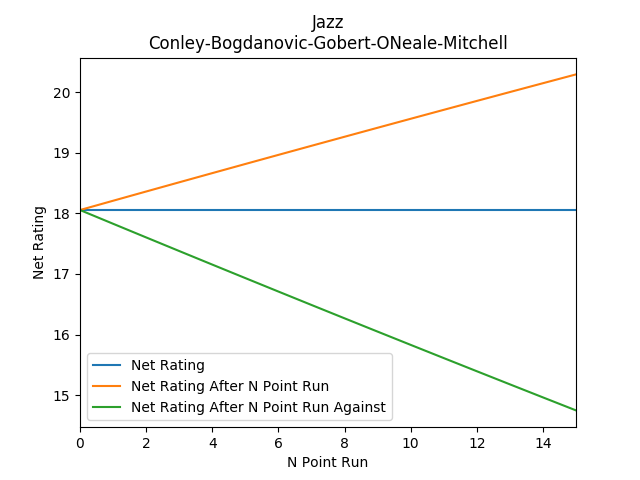 Jazz
Conley-Bogdanovic-Gobert-ONeale-Mitchell
Net Rating
20
19
18
17
16
15
Net Rating
Net Rating After N Point Run
Net Rating After N Point Run Against
0 2 4 6 8 10 12 14
N Point Run